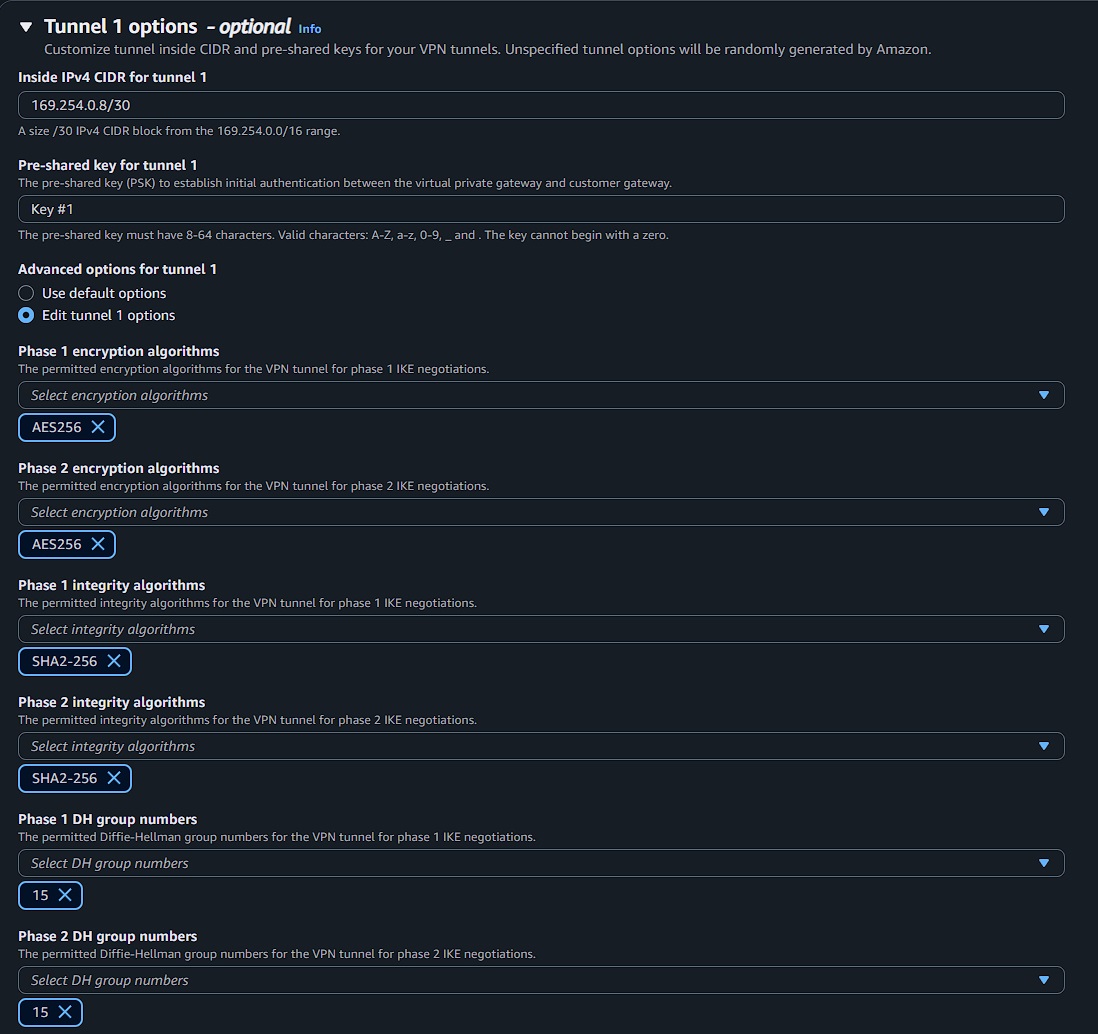 Tunnel 1 options - optional Info
Customize tunnel inside CIDR and pre-shared keys for your VPN tunnels. Unspecified tunnel options will be randomly generated by Amazon.
Inside IPv4 CIDR for tunnel 1
169.254.0.8/30
A size /30 IPv4 CIDR block from the 169.254.0.0/16 range.
Pre-shared key for tunnel 1
The pre-shared key (PSK) to establish initial authentication between the virtual private gateway and customer gateway.
Key #1
The pre-shared key must have 8-64 characters. Valid characters: A-Z, a-z, 0-9, _ and . The key cannot begin with a zero.
Advanced options for tunnel 1
Use default options
Edit tunnel 1 options
Phase 1 encryption algorithms
The permitted encryption algorithms for the VPN tunnel for phase 1 IKE negotiations.
Select encryption algorithms
AES256
Phase 2 encryption algorithms
The permitted encryption algorithms for the VPN tunnel for phase 2 IKE negotiations.
Select encryption algorithms
AES256
Phase 1 integrity algorithms
The permitted integrity algorithms for the VPN tunnel for phase 1 IKE negotiations.
Select integrity algorithms
SHA2-256
Phase 2 integrity algorithms
The permitted integrity algorithms for the VPN tunnel for phase 2 IKE negotiations.
Select integrity algorithms
SHA2-256
Phase 1 DH group numbers
The permitted Diffie-Hellman group numbers for the VPN tunnel for phase 1 IKE negotiations.
Select DH group numbers
15
Phase 2 DH group numbers
The permitted Diffie-Hellman group numbers for the VPN tunnel for phase 2 IKE negotiations.
Select DH group numbers
15